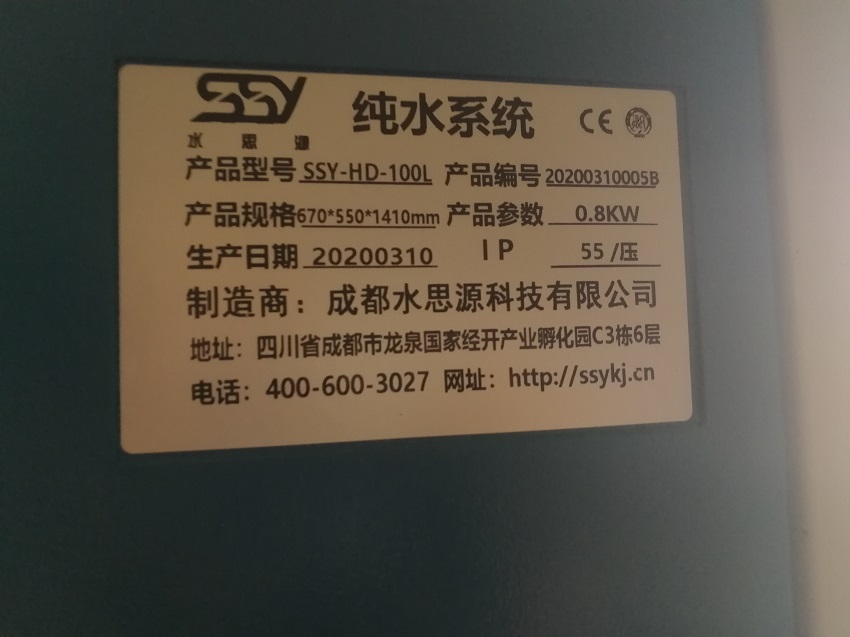 SSY 纯水系统 CE
水思源
产品型号 SSY-HD-100L 产品编号 20200310005B
产品规格 670*550*1410mm 产品参数 0.8KW
生产日期 20200310 IP 55 /压
制造商：成都水思源科技有限公司
地址：四川省成都市龙泉国家经开产业孵化园C3栋6层
电话：400-600-3027 网址：http://ssykj.cn